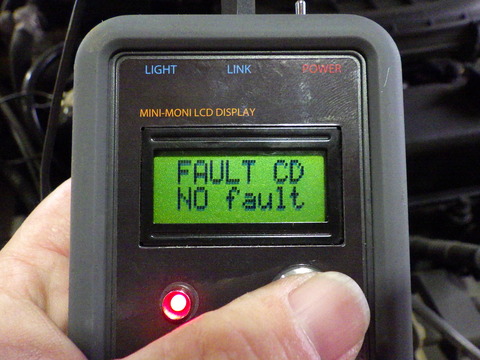 LIGHT LINK POWER
MINI-MONI LCD DISPLAY
FAULT CD
NO fault